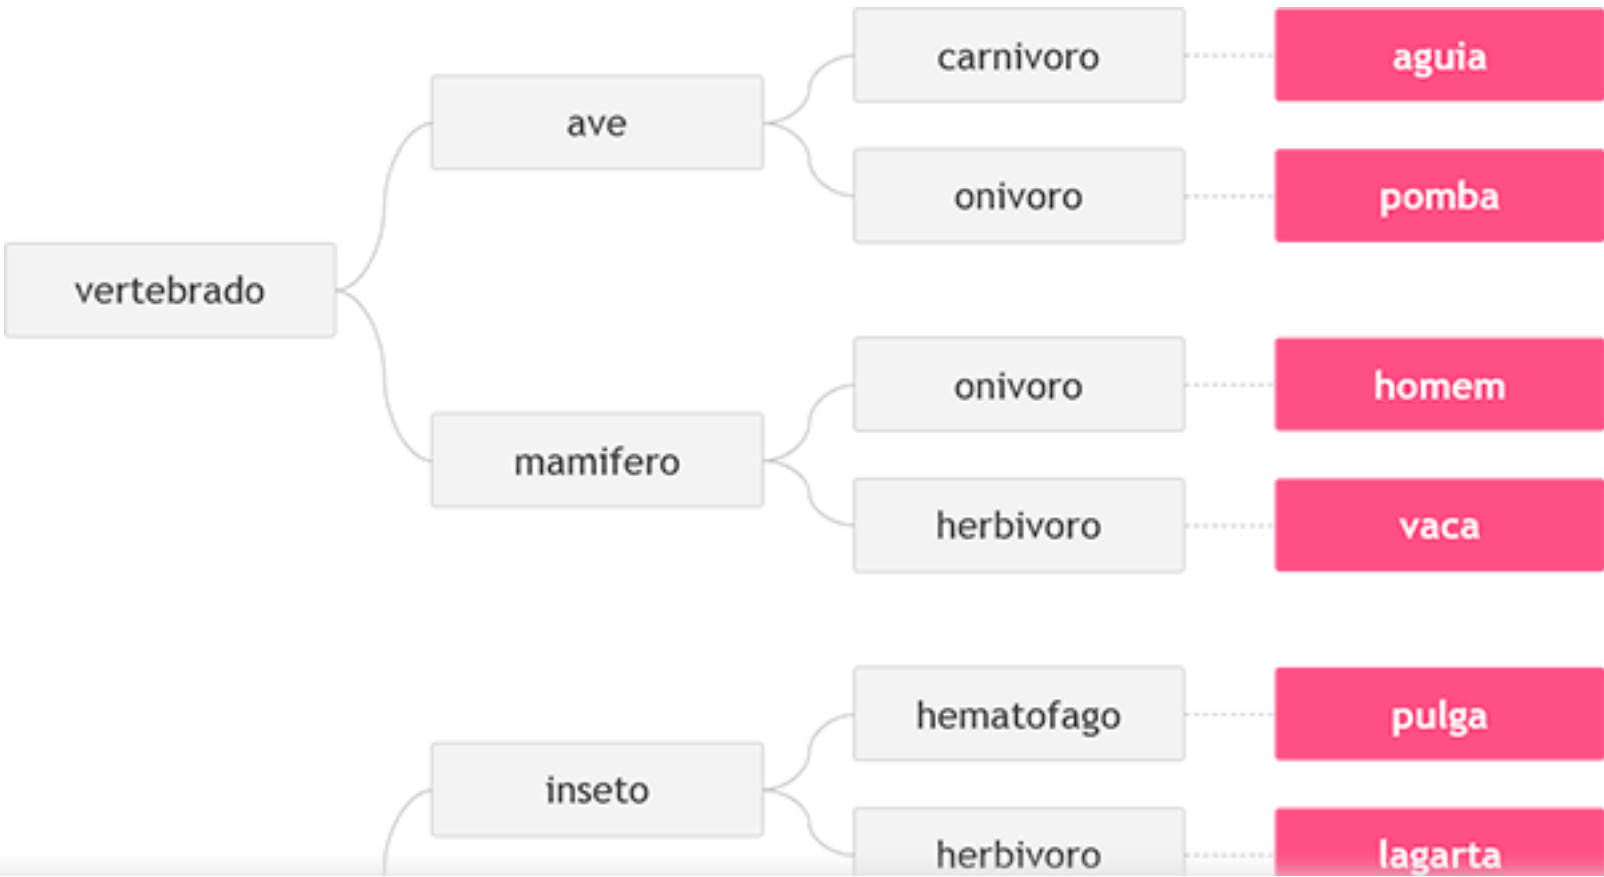 carnivoro
aguia
ave
onivoro
pomba
vertebrado
onivoro
homem
mamifero
herbivoro
vaca
hematofago
pulga
inseto
herbivoro
lagarta